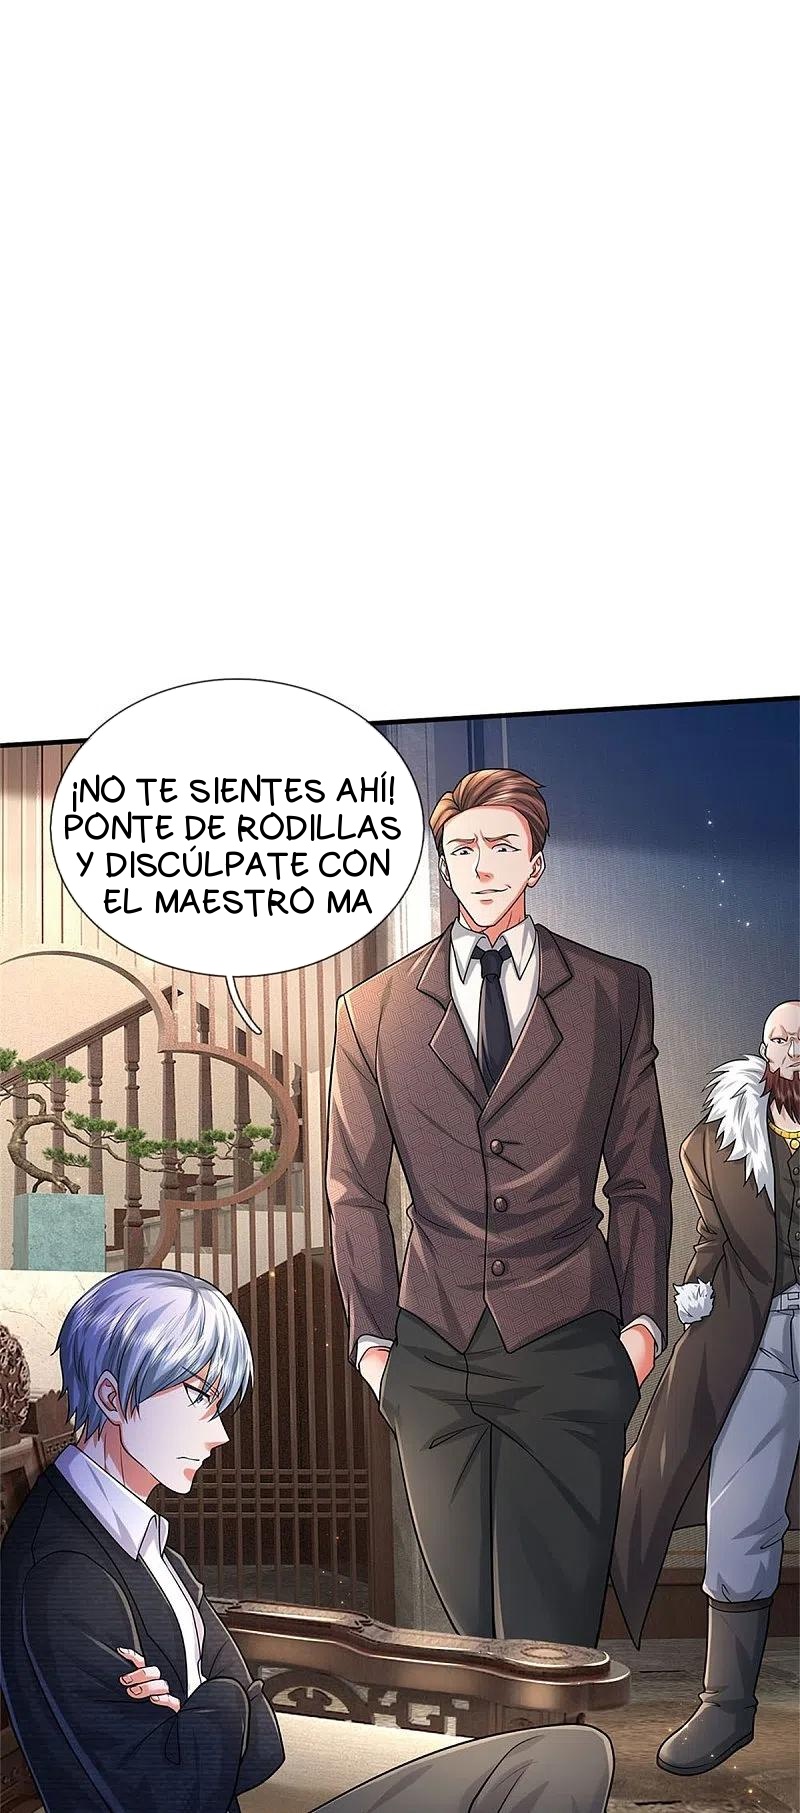 ¡NO TE SIENTES AHÍ!
PONTE DE RODILLAS
Y DISCÚLPATE CON
EL MAESTRO MA